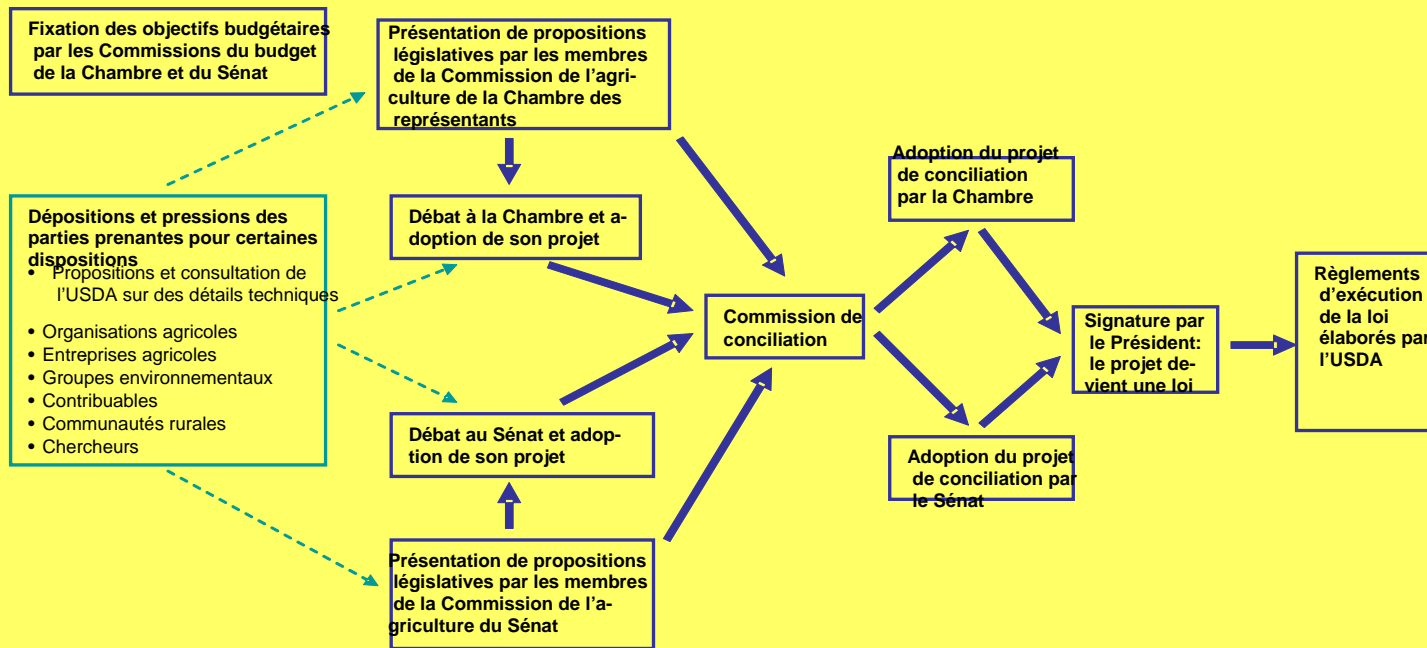 Fixation des objectifs budgétaires
par les Commissions du budget
de la Chambre et du Sénat
Présentation de propositions
législatives par les membres
de la Commission de l’agri-
culture de la Chambre des
représentants
Dépositions et pressions des
parties prenantes pour certaines
dispositions
• Propositions et consultation de
l’USDA sur des détails techniques
• Organisations agricoles
• Entreprises agricoles
• Groupes environnementaux
• Contribuables
• Communautés rurales
• Chercheurs
Débat à la Chambre et a-
doption de son projet
Débat au Sénat et adop-
tion de son projet
Présentation de propositions
législatives par les membres
de la Commission de l’a-
griculture du Sénat
Commission de
conciliation
Adoption du projet
de conciliation
par la Chambre
Adoption du projet
de conciliation par
le Sénat
Signature par
le Président:
le projet de-
vient une loi
Règlements
d’exécution
de la loi
élaborés par
l’USDA